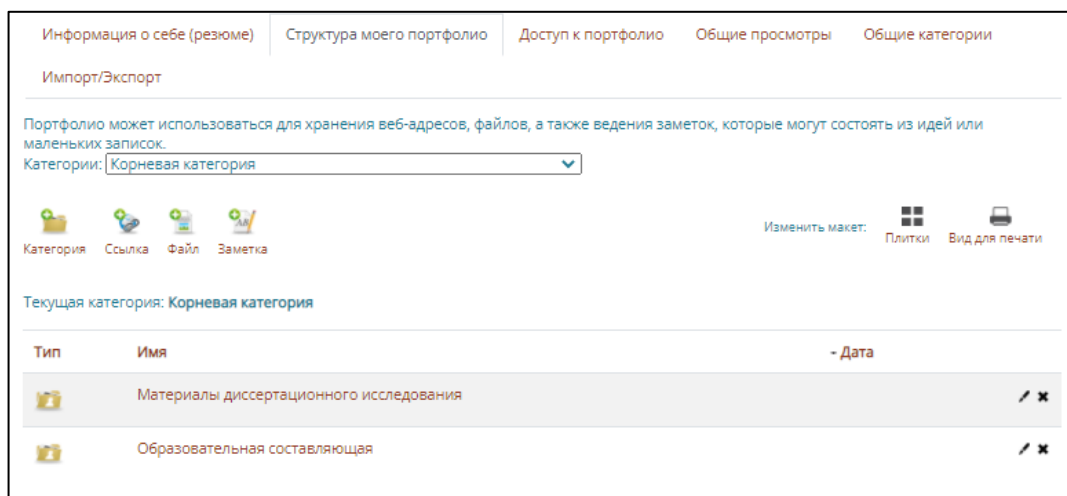 Информация о себе (резюме) Структура моего портфолио Доступ к портфолио Общие просмотры Общие категории
Импорт/Экспорт
Портфолио может использоваться для хранения веб-адресов, файлов, а также ведения заметок, которые могут состоять из идей или
маленьких записок.
Категории: Корневая категория
Категория Ссылка Файл Заметка Изменить макет: Плитки Вид для печати
Текущая категория: Корневая категория
Тип Имя - Дата
Материалы диссертационного исследования
Образовательная составляющая